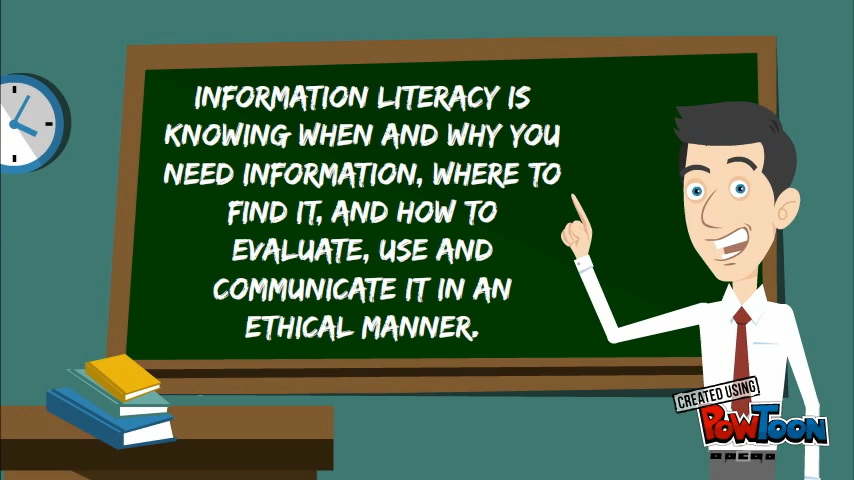 INFORMATION LITERACY IS
KNOWING WHEN AND WHY YOU
NEED INFORMATION, WHERE TO
FIND IT, AND HOW TO
EVALUATE, USE AND
COMMUNICATE IT IN AN
ETHICAL MANNER.
CREATED USING
POWTOON